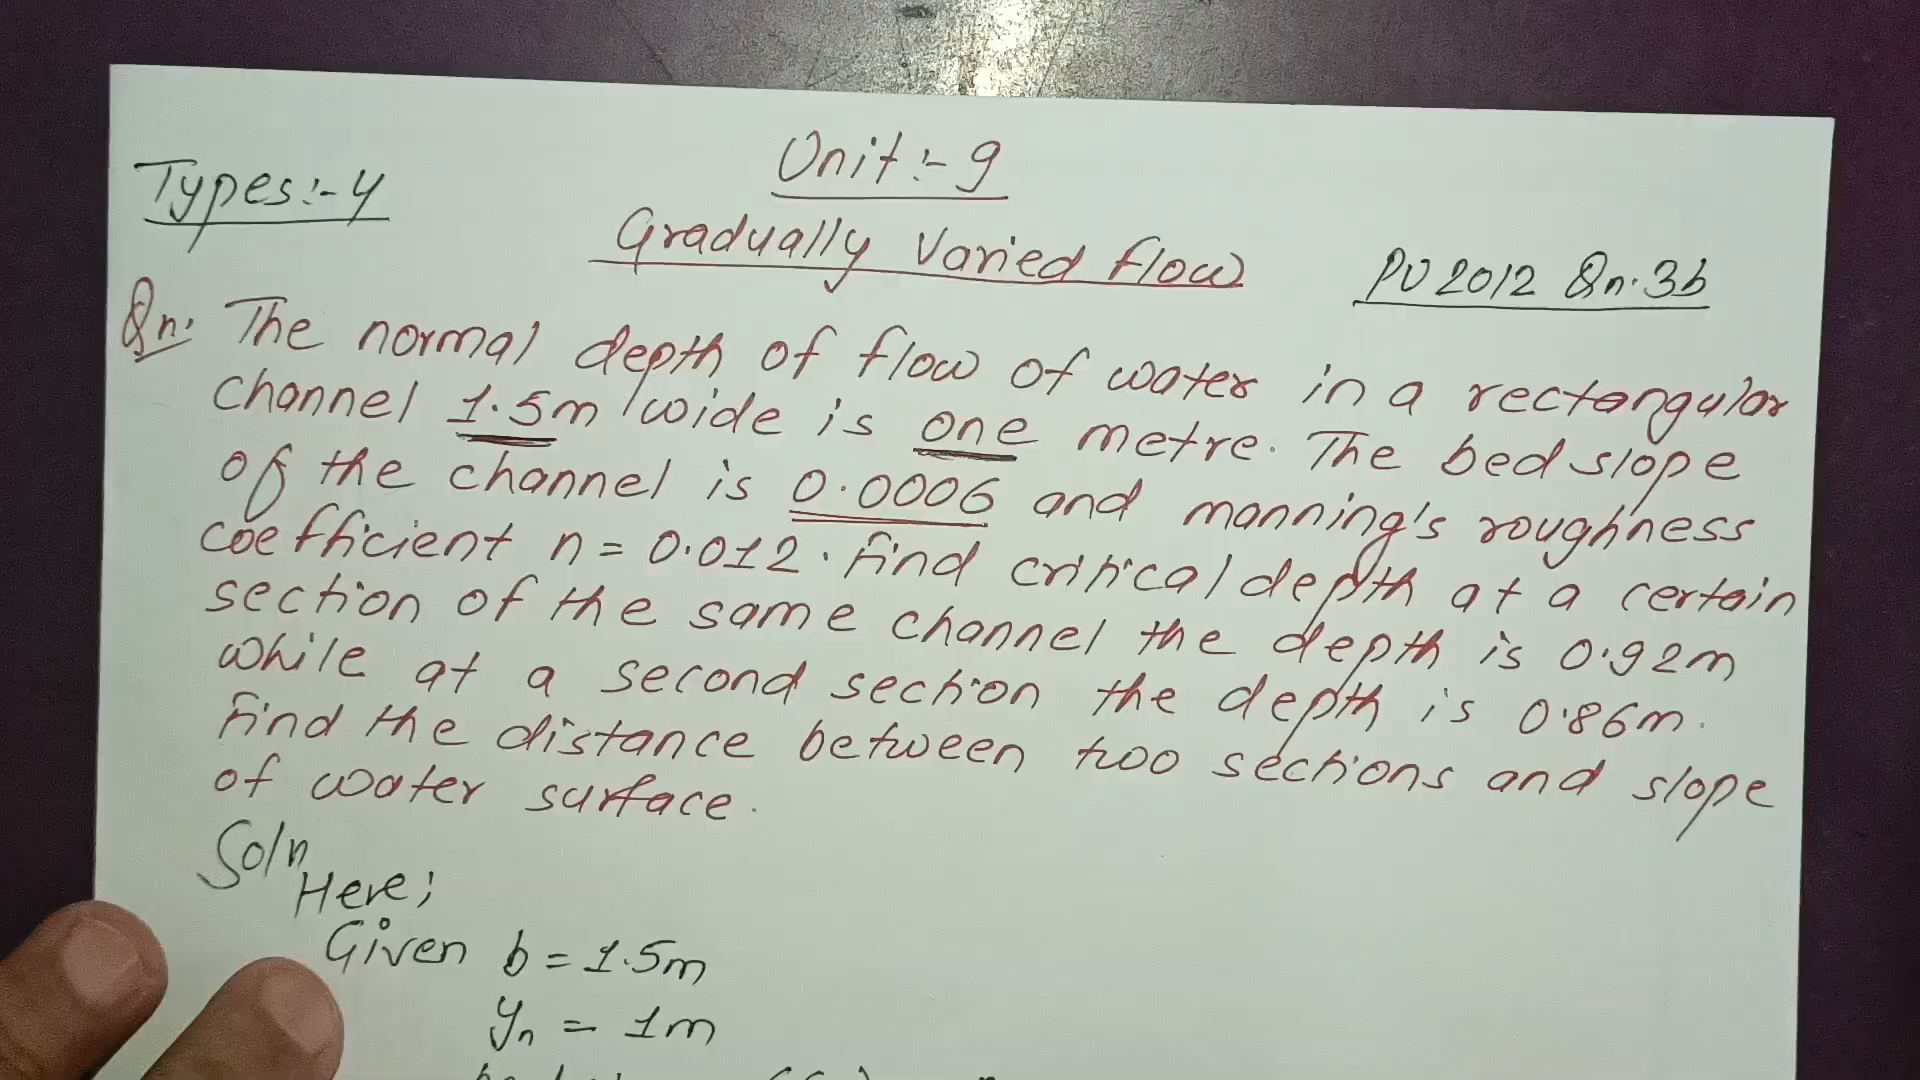 Unit:- 9
Types:- 4
Gradually Varied flow
PU 2012 Qn. 3b
Qn. The normal depth of flow of water in a rectangular
channel 1.5m wide is one metre. The bed slope
of the channel is 0.0006 and manning's roughness
coefficient n = 0.012. find critical depth at a certain
section of the same channel the depth is 0.92m
while at a second section the depth is 0.86m.
find the distance between two sections and slope
of water surface.
Soln
Here;
Given b = 1.5m
yn = 1m